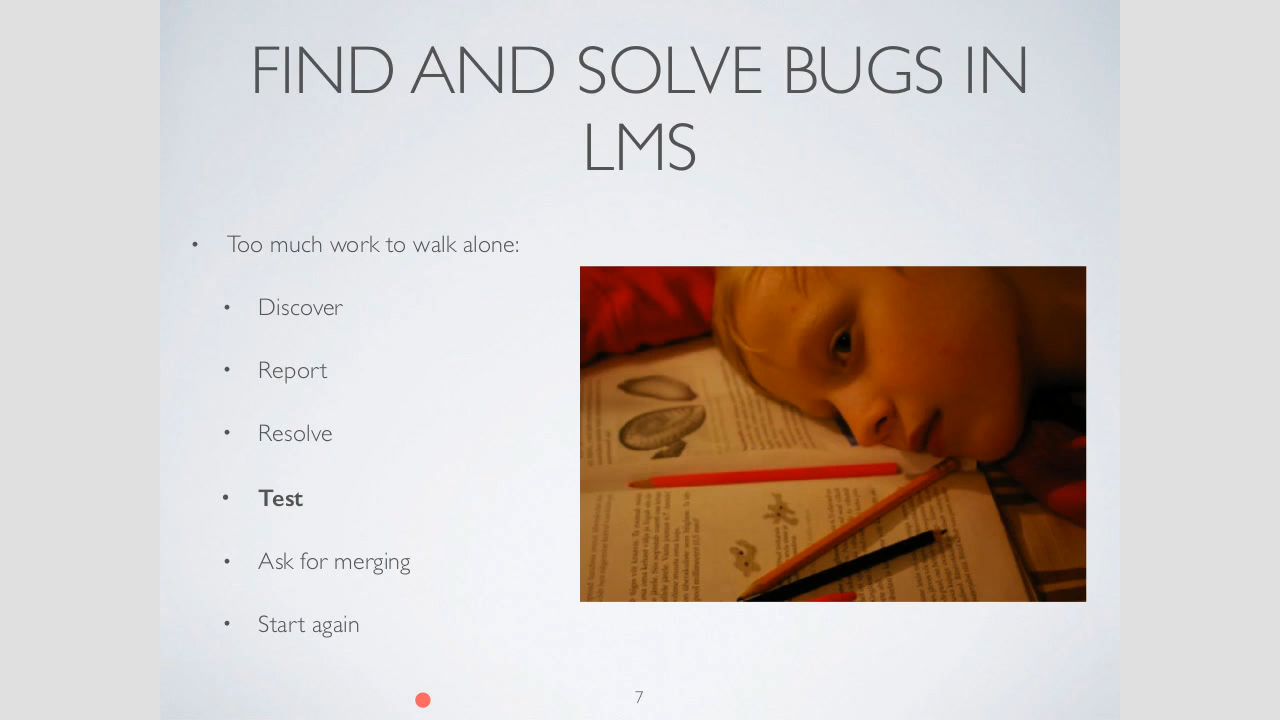 FIND AND SOLVE BUGS IN
LMS
• Too much work to walk alone:
• Discover
• Report
• Resolve
• Test
• Ask for merging
• Start again
7